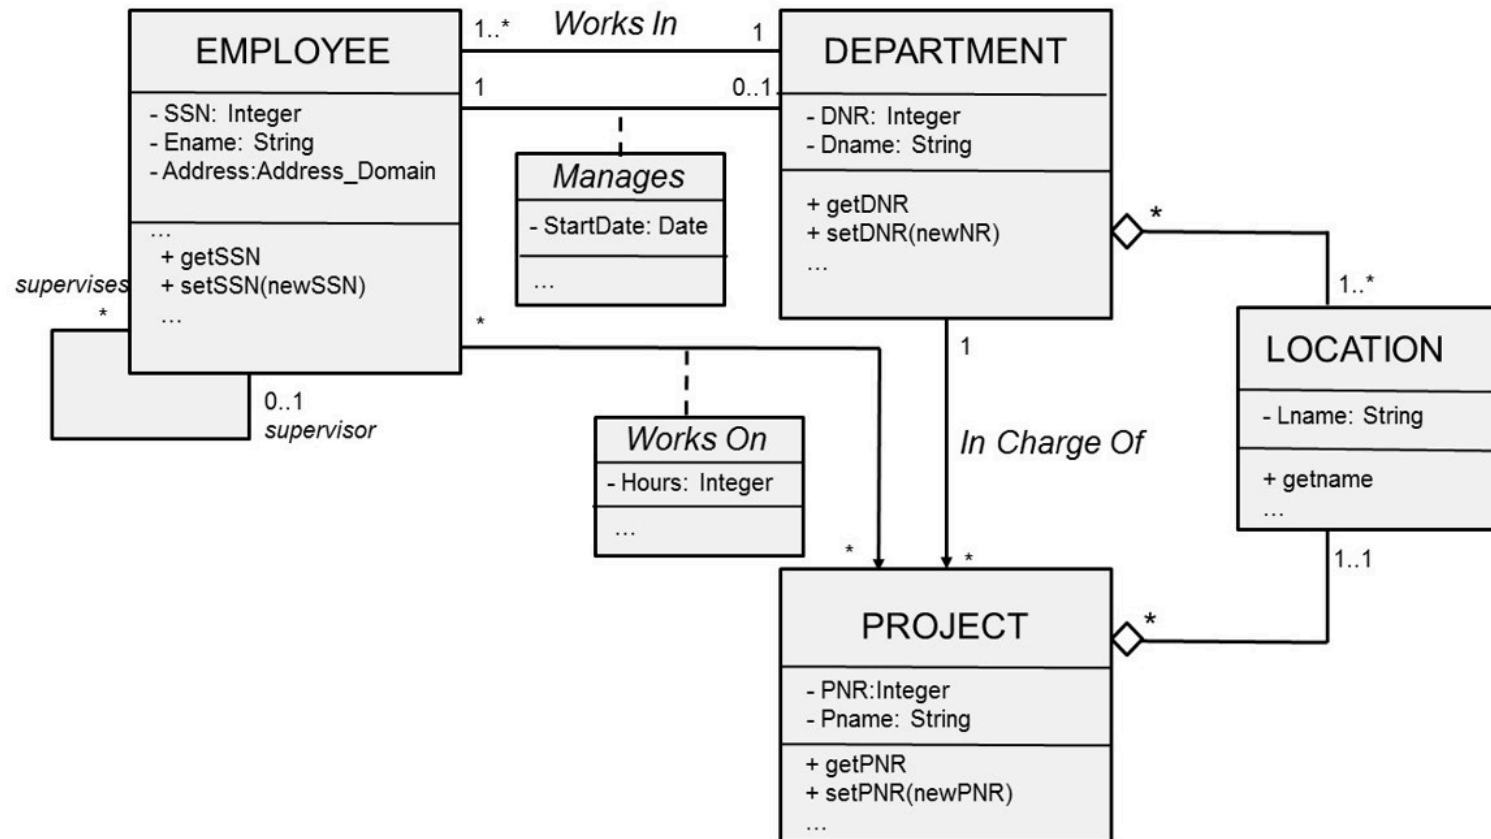 EMPLOYEE
- SSN: Integer
- Ename: String
- Address:Address_Domain
...
+ getSSN
+ setSSN(newSSN)
...
supervises
*
0..1
supervisor
1..*
Works In
1
1
0..1
Manages
- StartDate: Date
...
DEPARTMENT
- DNR: Integer
- Dname: String
+ getDNR
+ setDNR(newNR)
...
*
1..*
LOCATION
- Lname: String
+ getname
...
1..1
*
*
Works On
- Hours: Integer
...
*
1
In Charge Of
*
PROJECT
- PNR:Integer
- Pname: String
+ getPNR
+ setPNR(newPNR)
...